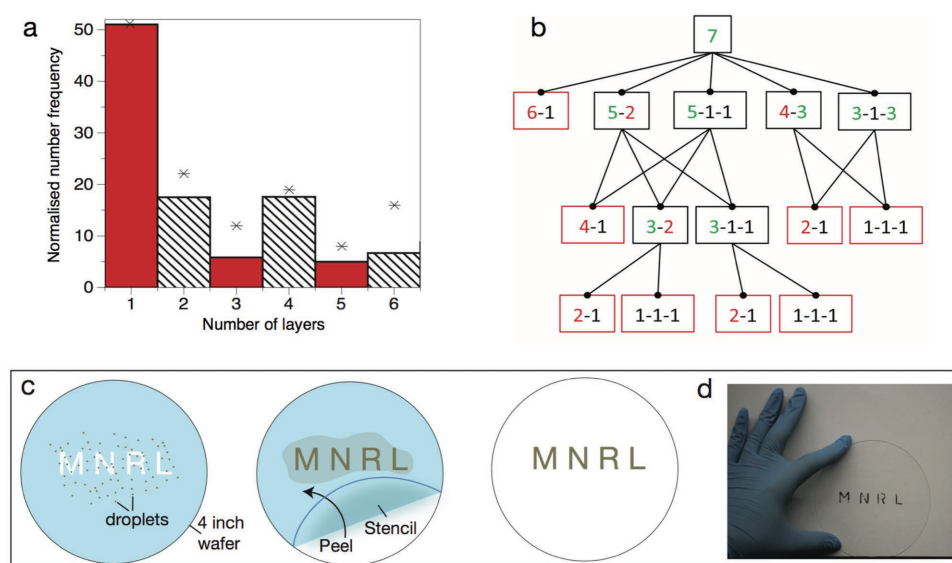 a
Normalised number frequency
50
40
30
20
10
0
1 2 3 4 5 6
Number of layers
b
7
6-1 5-2 5-1-1 4-3 3-1-3
4-1 3-2 3-1-1 2-1 1-1-1
2-1 1-1-1 2-1 1-1-1
c
M N R L
droplets
4 inch
wafer
M N R L
Peel
Stencil
M N R L
d
M N R L